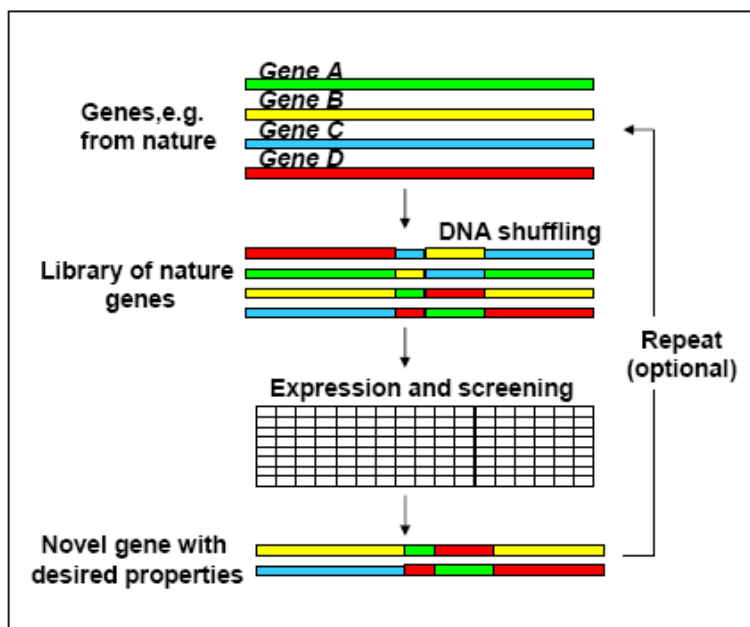 Gene A
Genes,e.g.
from nature
Gene B
Gene C
Gene D
DNA shuffling
Library of nature
genes
Repeat
(optional)
Expression and screening
Novel gene with
desired properties